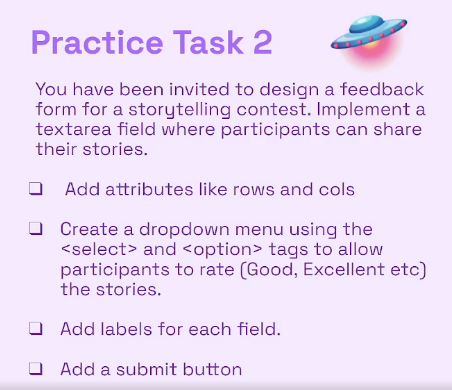 Practice Task 2
You have been invited to design a feedback
form for a storytelling contest. Implement a
textarea field where participants can share
their stories.
❏ Add attributes like rows and cols
❏ Create a dropdown menu using the
<select> and <option> tags to allow
participants to rate (Good, Excellent etc)
the stories.
❏ Add labels for each field.
❏ Add a submit button